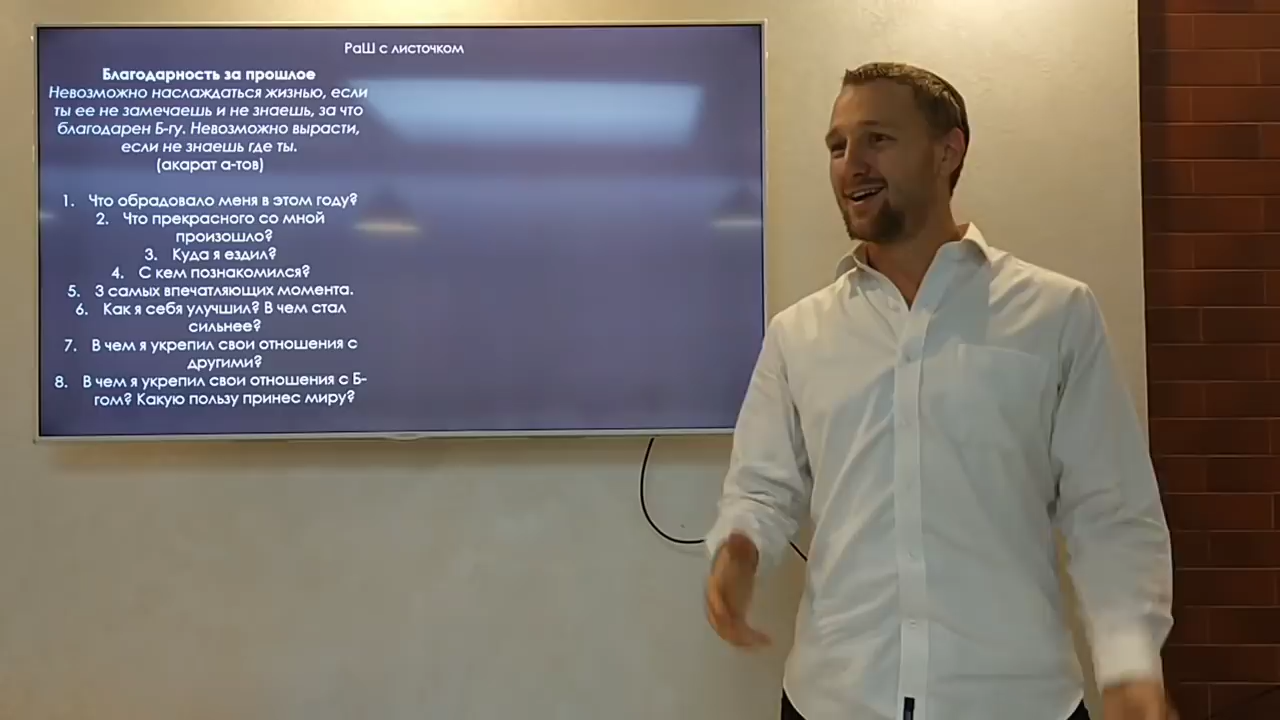 РаШ с листочком
Благодарность за прошлое
Невозможно наслаждаться жизнью, если
ты ее не замечаешь и не знаешь, за что
благодарен Б-гу. Невозможно вырасти,
если не знаешь где ты.
(акарат а-тов)
1. Что обрадовало меня в этом году?
2. Что прекрасного со мной
произошло?
3. Куда я ездил?
4. С кем познакомился?
5. 3 самых впечатляющих момента.
6. Как я себя улучшил? В чем стал
сильнее?
7. В чем я укрепил свои отношения с
другими?
8. В чем я укрепил свои отношения с Б-
гом? Какую пользу принес миру?